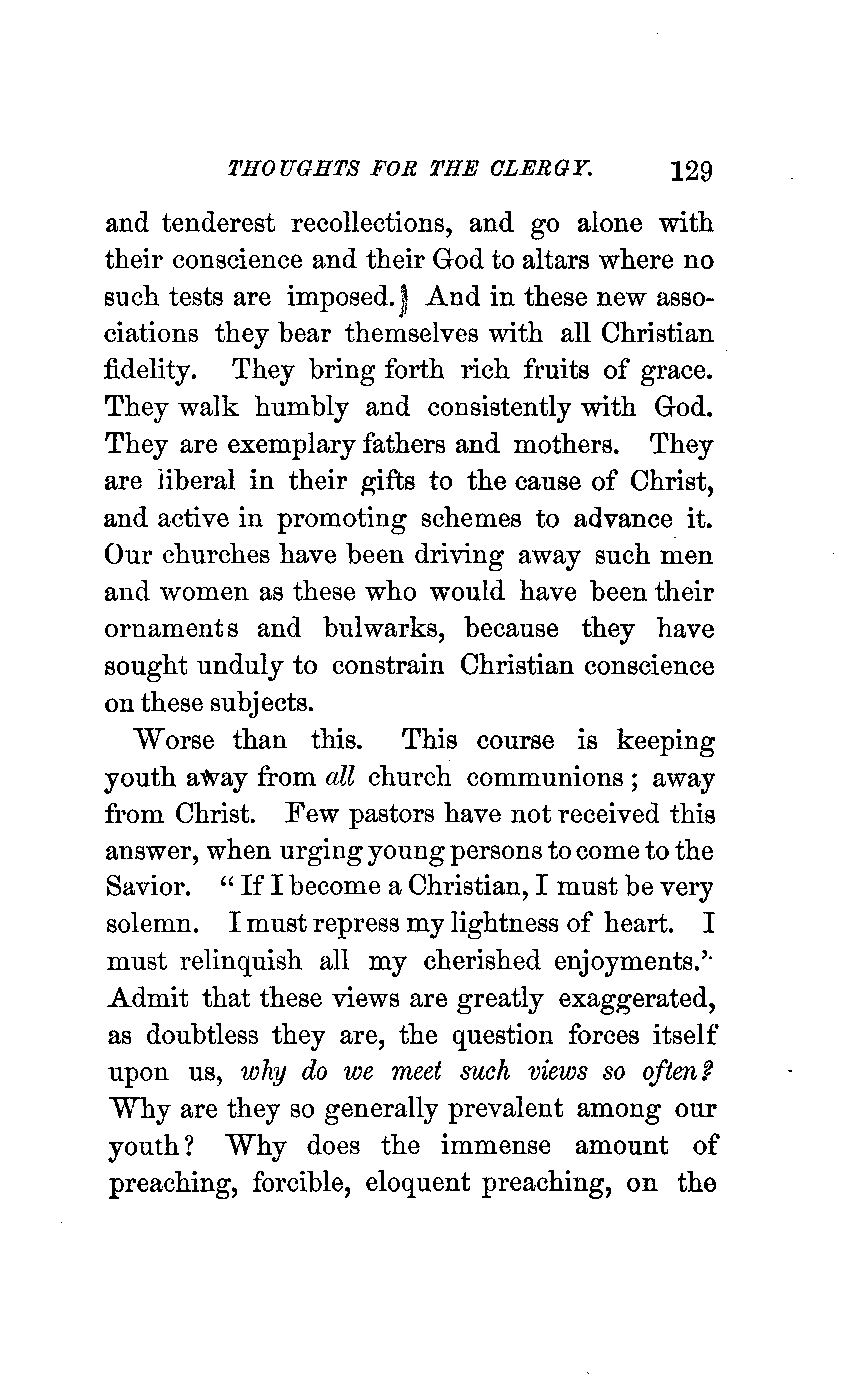 THOUGHTS FOR THE CLERGY. 129
and tenderest recollections, and go alone with
their conscience and their God to altars where no
such tests are imposed. And in these new asso-
ciations they bear themselves with all Christian
fidelity. They bring forth rich fruits of grace.
They walk humbly and consistently with God.
They are exemplary fathers and mothers. They
are liberal in their gifts to the cause of Christ,
and active in promoting schemes to advance it.
Our churches have been driving away such men
and women as these who would have been their
ornaments and bulwarks, because they have
sought unduly to constrain Christian conscience
on these subjects.
Worse than this. This course is keeping
youth away from all church communions ; away
from Christ. Few pastors have not received this
answer, when urging young persons to come to the
Savior. “ If I become a Christian, I must be very
solemn. I must repress my lightness of heart. I
must relinquish all my cherished enjoyments.’
Admit that these views are greatly exaggerated,
as doubtless they are, the question forces itself
upon us, why do we meet such views so often?
Why are they so generally prevalent among our
youth? Why does the immense amount of
preaching, forcible, eloquent preaching, on the